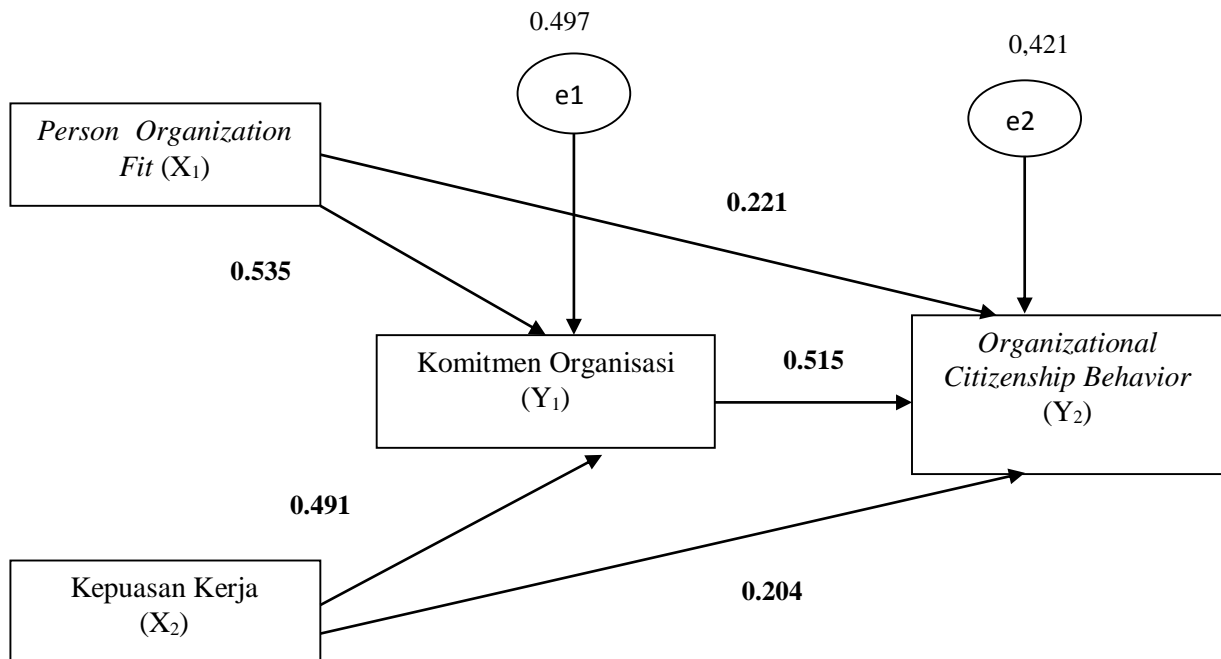 0.497
0,421
e1
e2
Person Organization
Fit (X₁)
0.221
0.535
Komitmen Organisasi
(Y₁)
0.515
Organizational
Citizenship Behavior
(Y₂)
0.491
Kepuasan Kerja
(X₂)
0.204